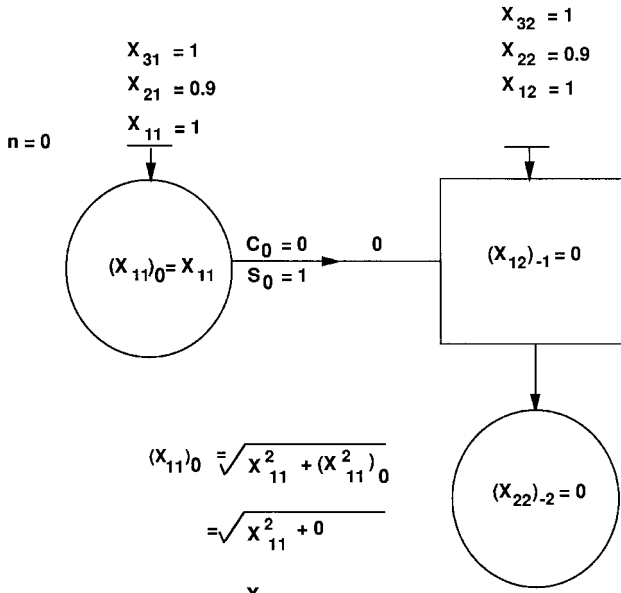 X₃₁ = 1
X₂₁ = 0.9
X₁₁ = 1
X₃₂ = 1
X₂₂ = 0.9
X₁₂ = 1
n = 0
(X₁₁)₀ = X₁₁
C₀ = 0
S₀ = 1
0
(X₁₂)₋₁ = 0
(X₁₁)₀ = √X²₁₁ + (X²₁₁)₀
= √X²₁₁ + 0
(X₂₂)₋₂ = 0